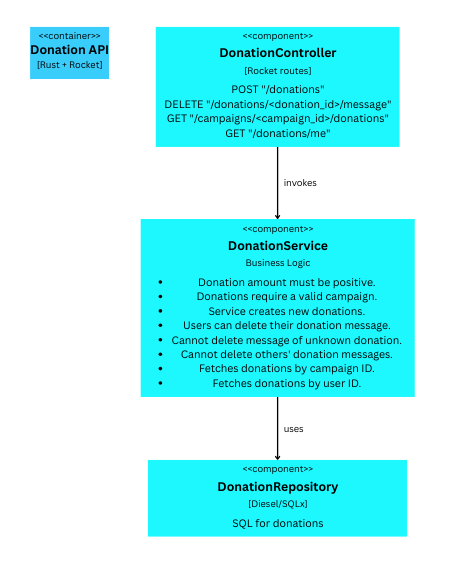 <<container>>
Donation API
[Rust + Rocket]
<<component>>
DonationController
[Rocket routes]
POST "/donations"
DELETE "/donations/<donation_id>/message"
GET "/campaigns/<campaign_id>/donations"
GET "/donations/me"
invokes
<<component>>
DonationService
Business Logic
• Donation amount must be positive.
• Donations require a valid campaign.
• Service creates new donations.
• Users can delete their donation message.
• Cannot delete message of unknown donation.
• Cannot delete others' donation messages.
• Fetches donations by campaign ID.
• Fetches donations by user ID.
uses
<<component>>
DonationRepository
[Diesel/SQLx]
SQL for donations